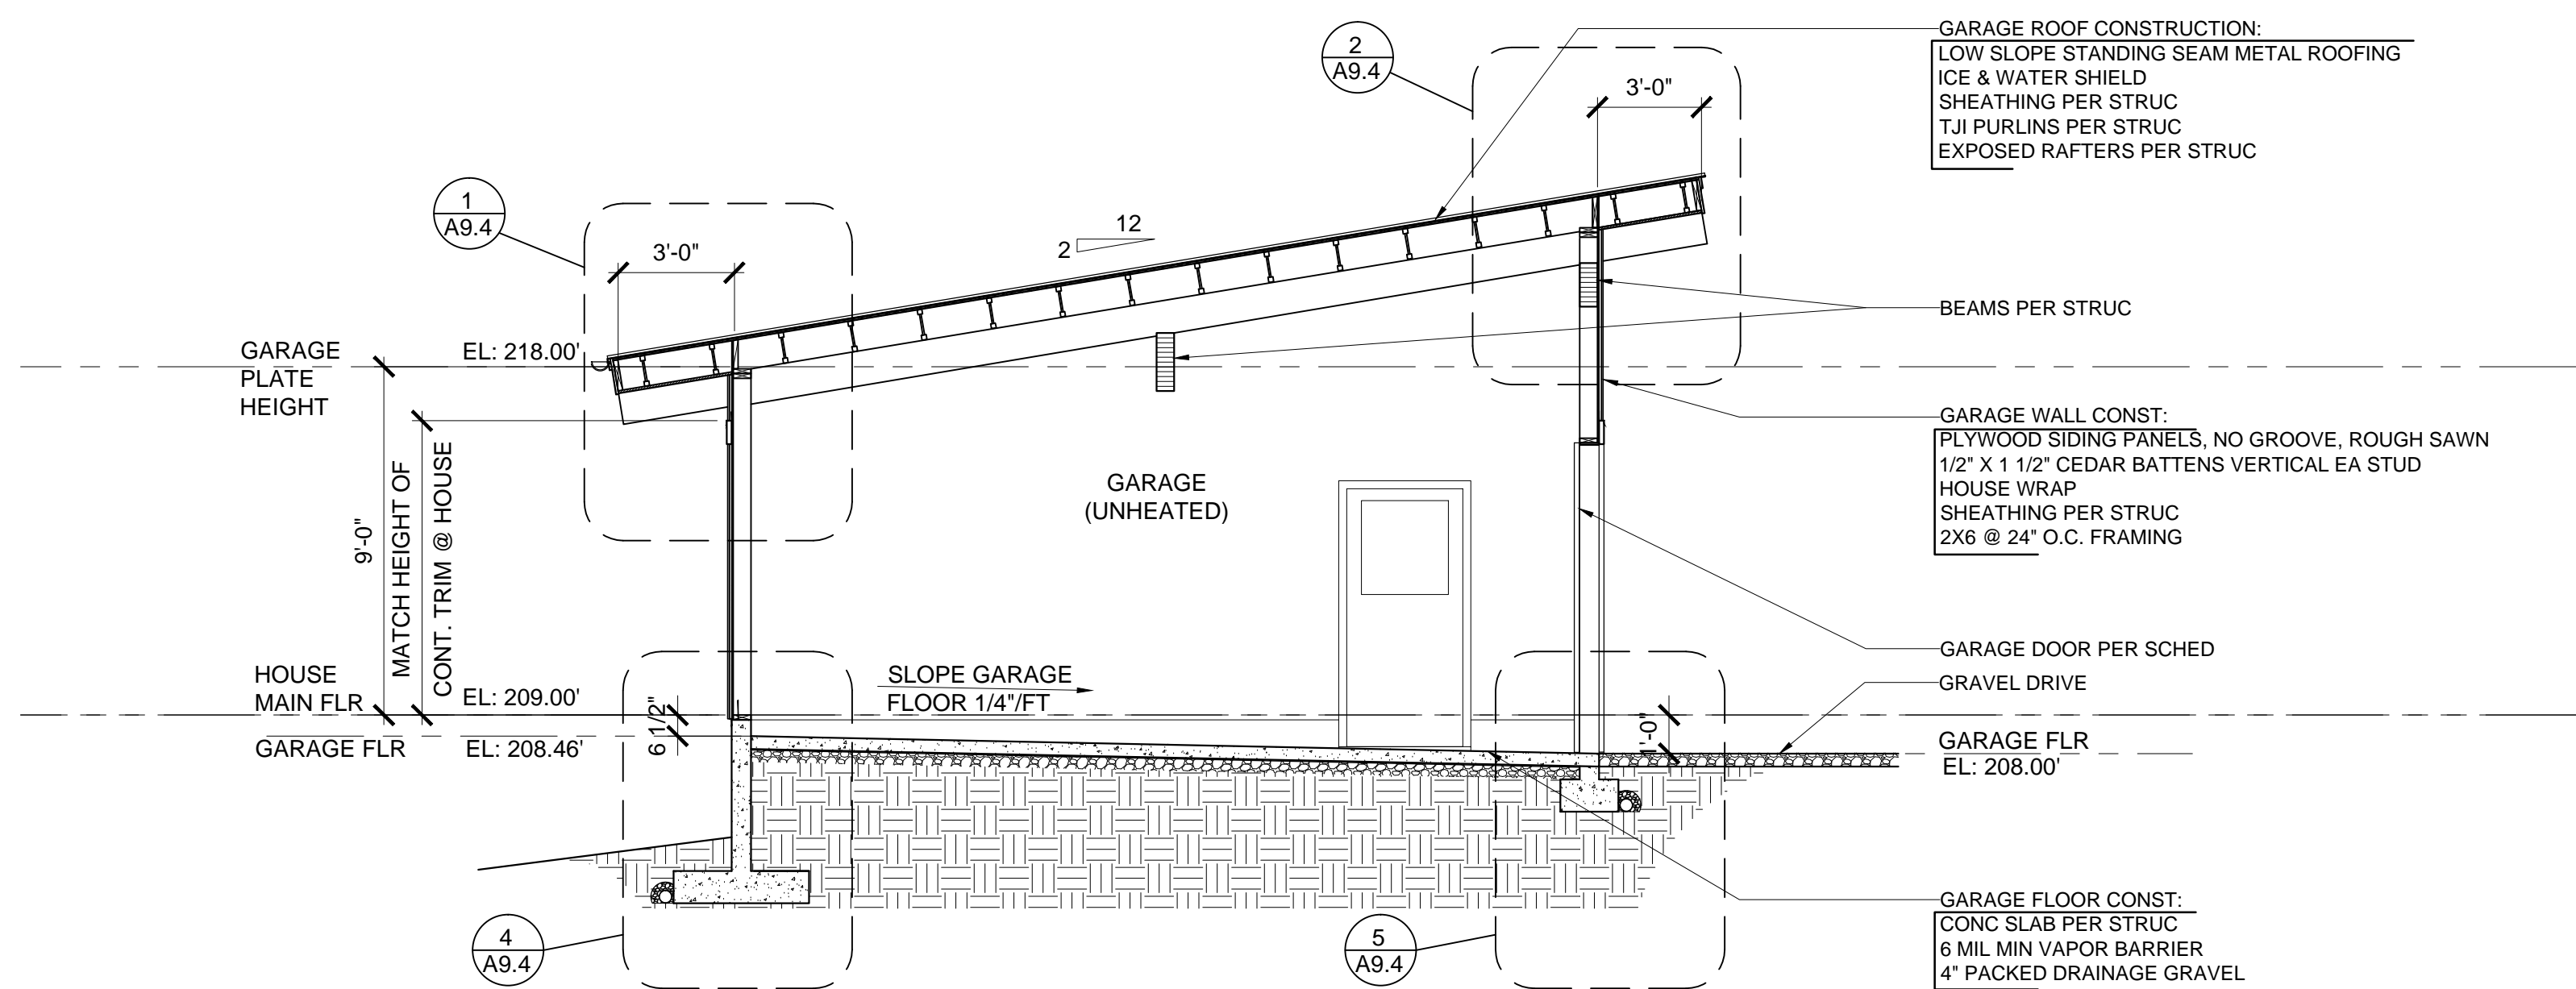 GARAGE ROOF CONSTRUCTION:
LOW SLOPE STANDING SEAM METAL ROOFING
ICE & WATER SHIELD
SHEATHING PER STRUC
TJI PURLINS PER STRUC
EXPOSED RAFTERS PER STRUC
2
A9.4
3'-0"
1
A9.4
3'-0"
12
2
BEAMS PER STRUC
GARAGE
PLATE
HEIGHT
EL: 218.00'
GARAGE WALL CONST:
PLYWOOD SIDING PANELS, NO GROOVE, ROUGH SAWN
1/2" X 1 1/2" CEDAR BATTENS VERTICAL EA STUD
HOUSE WRAP
SHEATHING PER STRUC
2X6 @ 24" O.C. FRAMING
9'-0"
MATCH HEIGHT OF
CONT. TRIM @ HOUSE
GARAGE
(UNHEATED)
GARAGE DOOR PER SCHED
GRAVEL DRIVE
HOUSE
MAIN FLR
EL: 209.00'
SLOPE GARAGE
FLOOR 1/4"/FT
6 1/2"
1'-0"
GARAGE FLR
EL: 208.46'
GARAGE FLR
EL: 208.00'
4
A9.4
5
A9.4
GARAGE FLOOR CONST:
CONC SLAB PER STRUC
6 MIL MIN VAPOR BARRIER
4" PACKED DRAINAGE GRAVEL